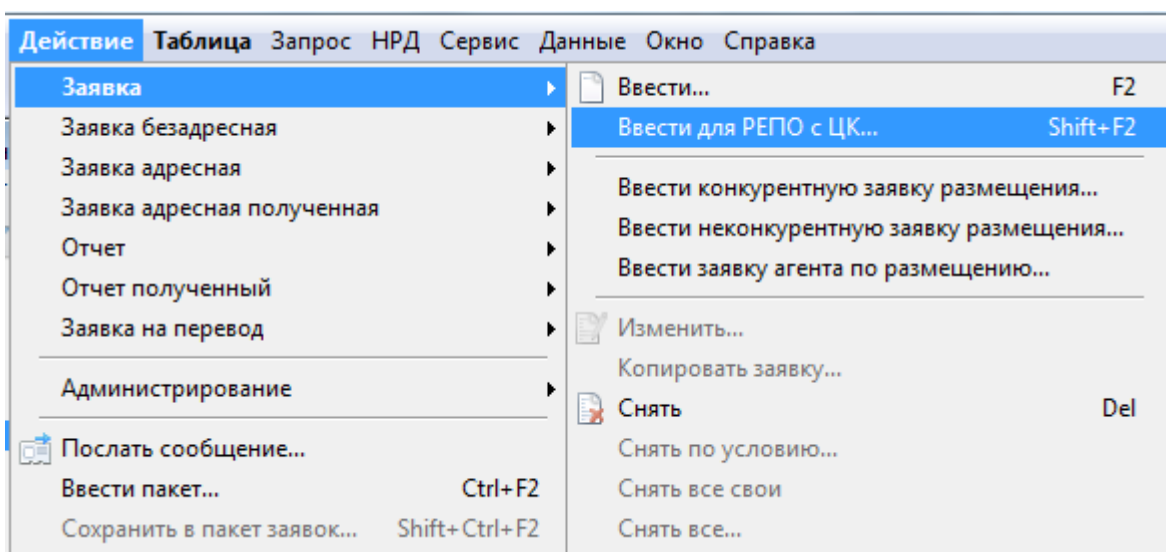 Действие Таблица Запрос НРД Сервис Данные Окно Справка
Заявка
Заявка безадресная
Заявка адресная
Заявка адресная полученная
Отчет
Отчет полученный
Заявка на перевод
Администрирование
Послать сообщение...
Ввести пакет... Ctrl+F2
Сохранить в пакет заявок... Shift+Ctrl+F2
Ввести... F2
Ввести для РЕПО с ЦК... Shift+F2
Ввести конкурентную заявку размещения...
Ввести неконкурентную заявку размещения...
Ввести заявку агента по размещению...
Изменить...
Копировать заявку...
Снять Del
Снять по условию...
Снять все свои
Снять все...